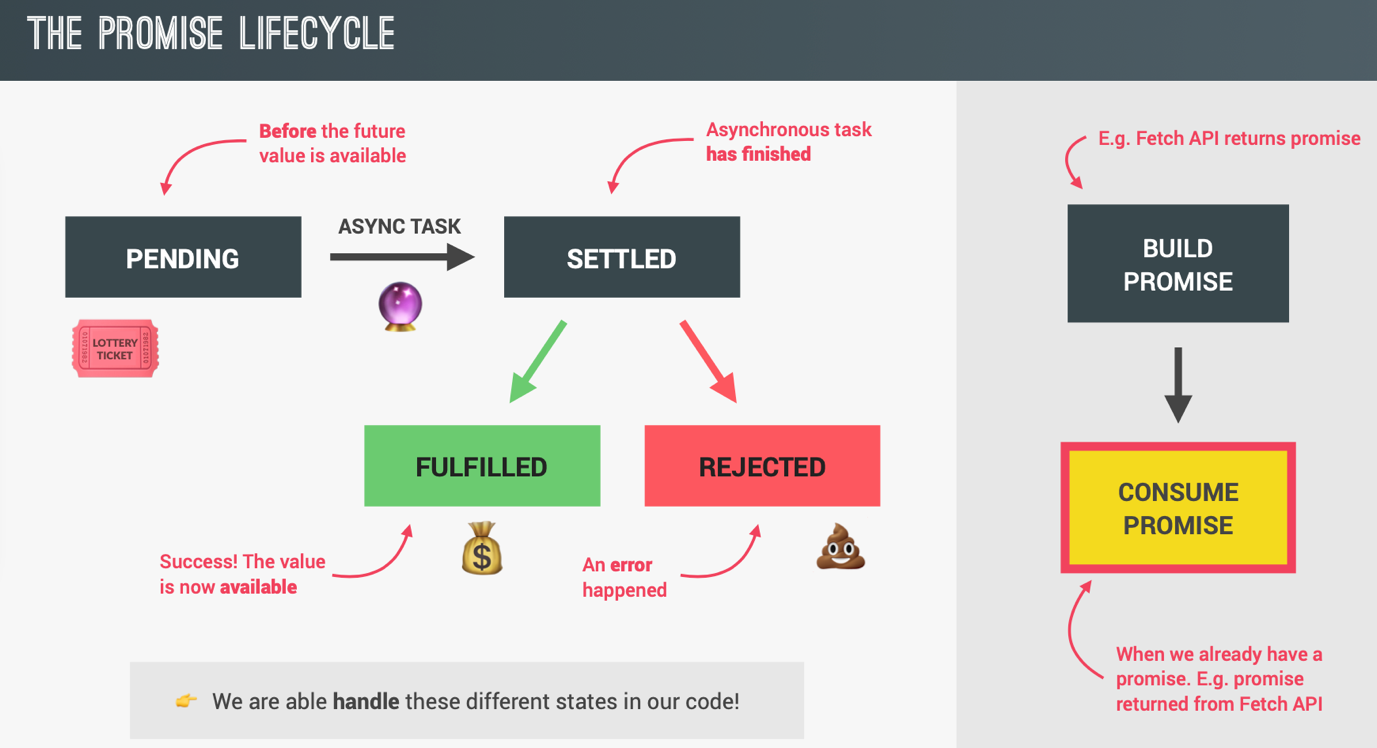 THE PROMISE LIFECYCLE
Before the future
value is available
Asynchronous task
has finished
PENDING
ASYNC TASK
SETTLED
LOTTERY
TICKET
FULFILLED
REJECTED
$
Success! The value
is now available
An error
happened
👉 We are able handle these different states in our code!
E.g. Fetch API returns promise
BUILD
PROMISE
CONSUME
PROMISE
When we already have a
promise. E.g. promise
returned from Fetch API